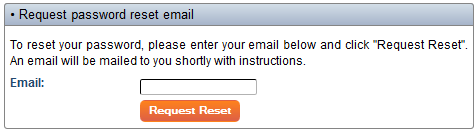 • Request password reset email
To reset your password, please enter your email below and click "Request Reset".
An email will be mailed to you shortly with instructions.
Email:
Request Reset